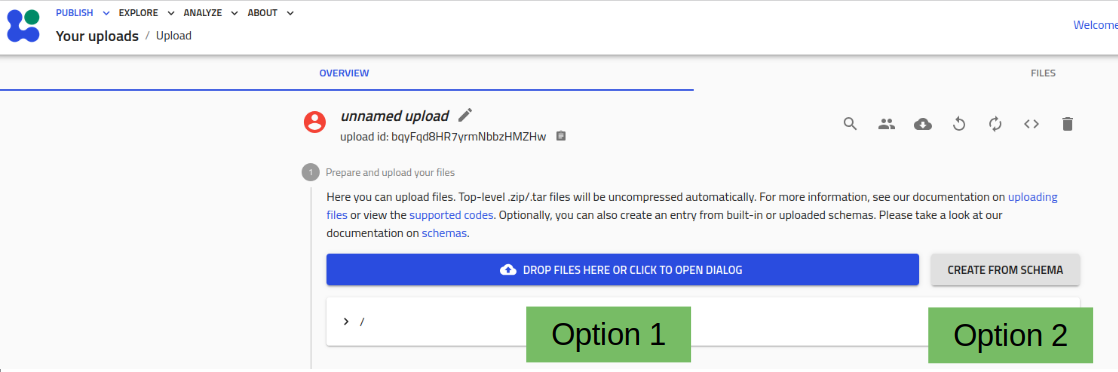 PUBLISH EXPLORE ANALYZE ABOUT
Your uploads / Upload
Welcome
OVERVIEW
FILES
unnamed upload
upload id: bqyFqd8HR7yrmNbbzHMZHw
1 Prepare and upload your files
Here you can upload files. Top-level .zip/.tar files will be uncompressed automatically. For more information, see our documentation on uploading
files or view the supported codes. Optionally, you can also create an entry from built-in or uploaded schemas. Please take a look at our
documentation on schemas.
DROP FILES HERE OR CLICK TO OPEN DIALOG
CREATE FROM SCHEMA
/
Option 1
Option 2